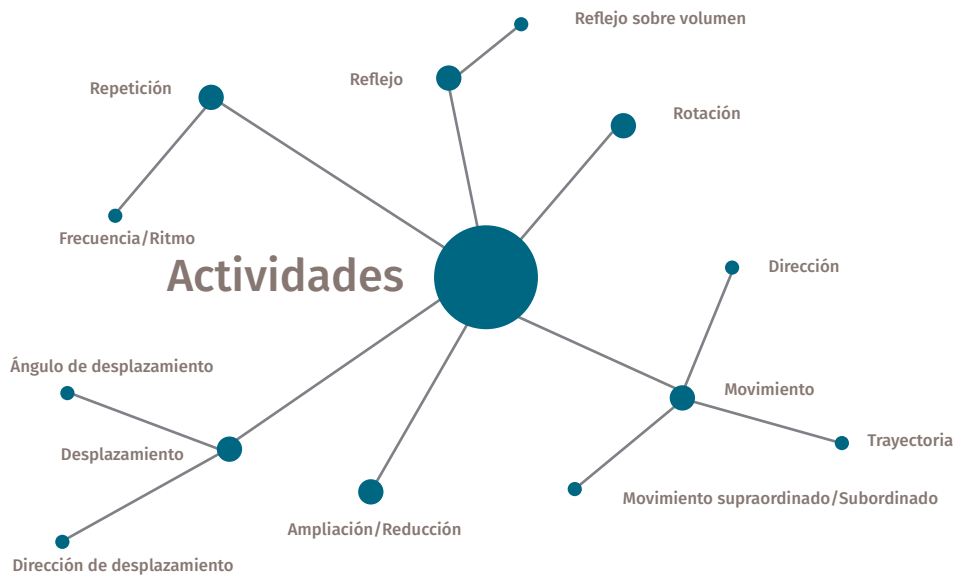 Reflejo sobre volumen
Reflejo
Repetición
Rotación
Frecuencia/Ritmo
Actividades
Dirección
Ángulo de desplazamiento
Movimiento
Trayectoria
Desplazamiento
Movimiento supraordinado/Subordinado
Ampliación/Reducción
Dirección de desplazamiento